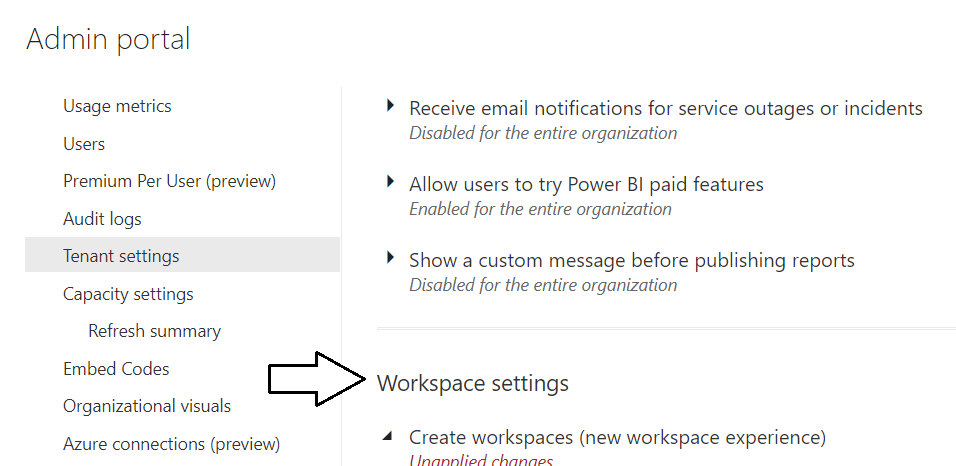 Admin portal
Usage metrics
Users
Premium Per User (preview)
Audit logs
Tenant settings
Capacity settings
Refresh summary
Embed Codes
Organizational visuals
Azure connections (preview)
Receive email notifications for service outages or incidents
Disabled for the entire organization
Allow users to try Power BI paid features
Enabled for the entire organization
Show a custom message before publishing reports
Disabled for the entire organization
Workspace settings
Create workspaces (new workspace experience)
Unapplied changes